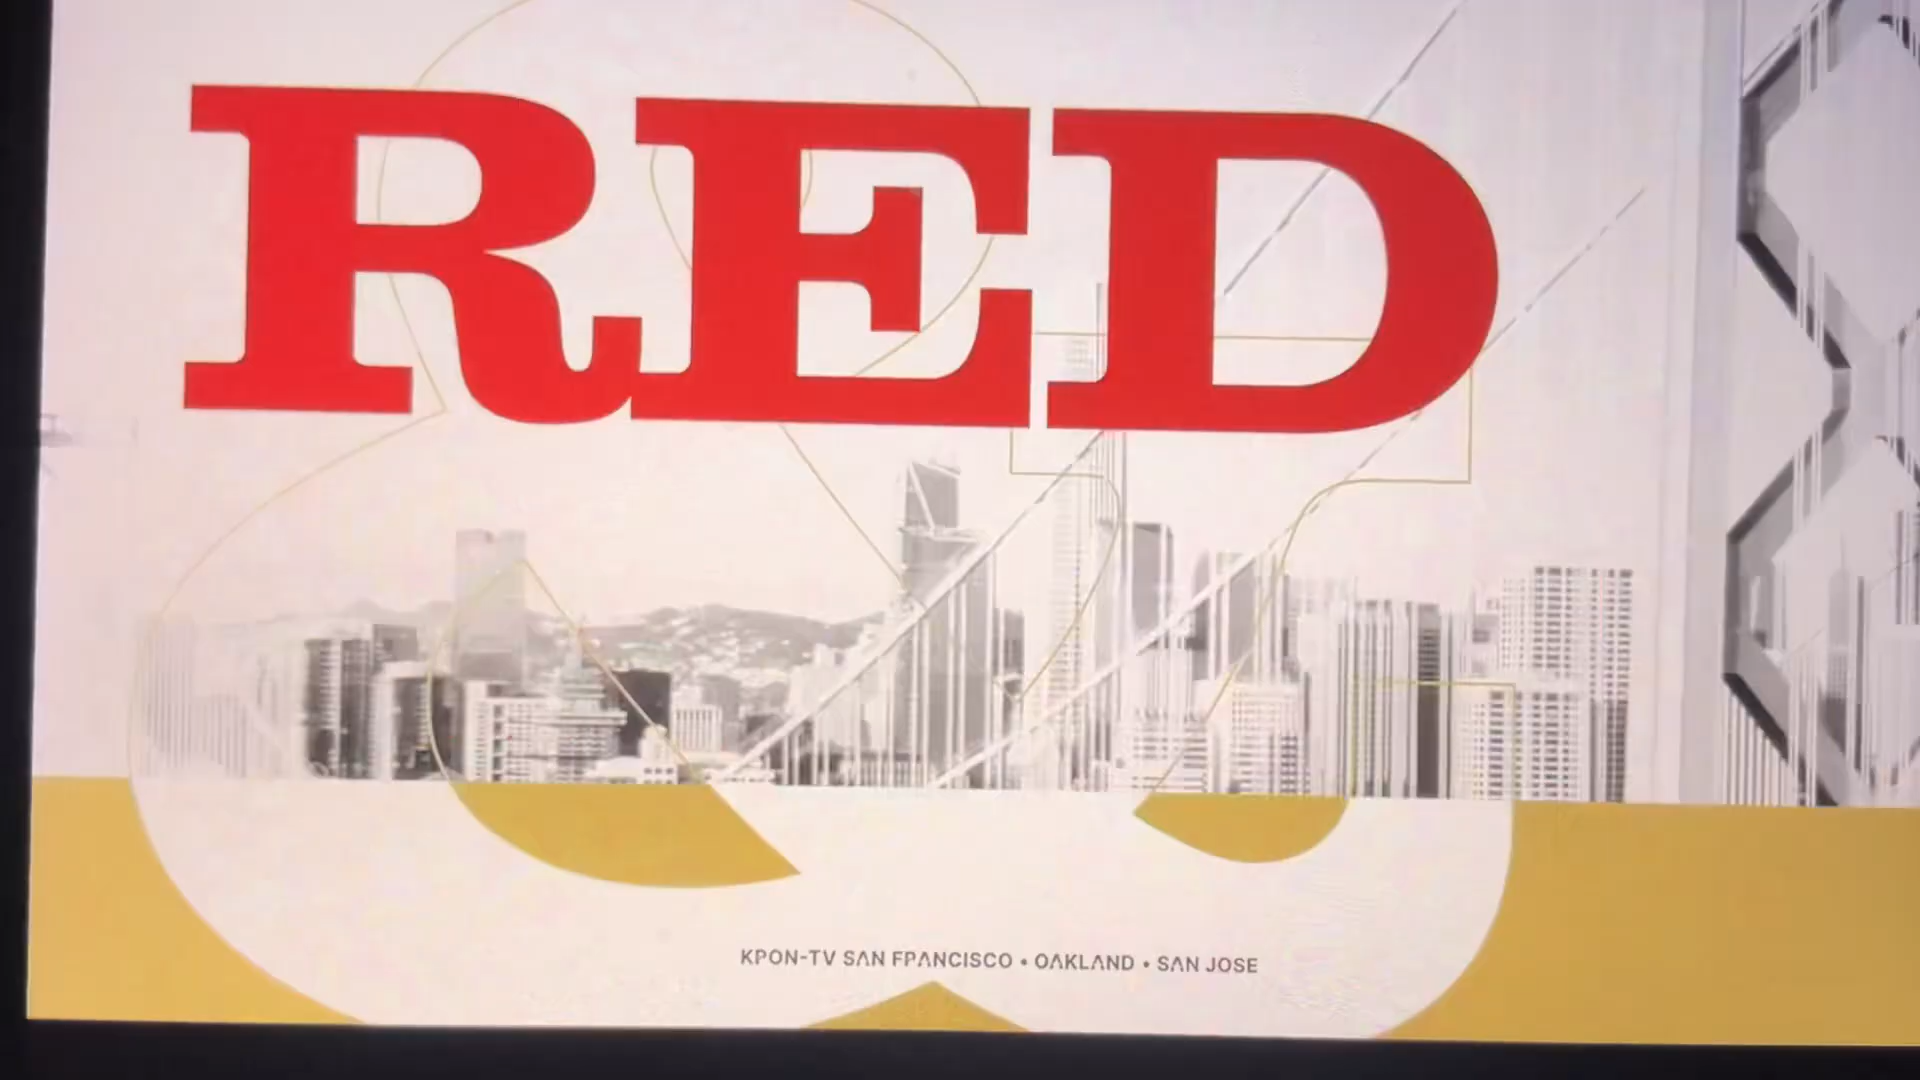 RED
KPON-TV SAN FRANCISCO • OAKLAND • SAN JOSE